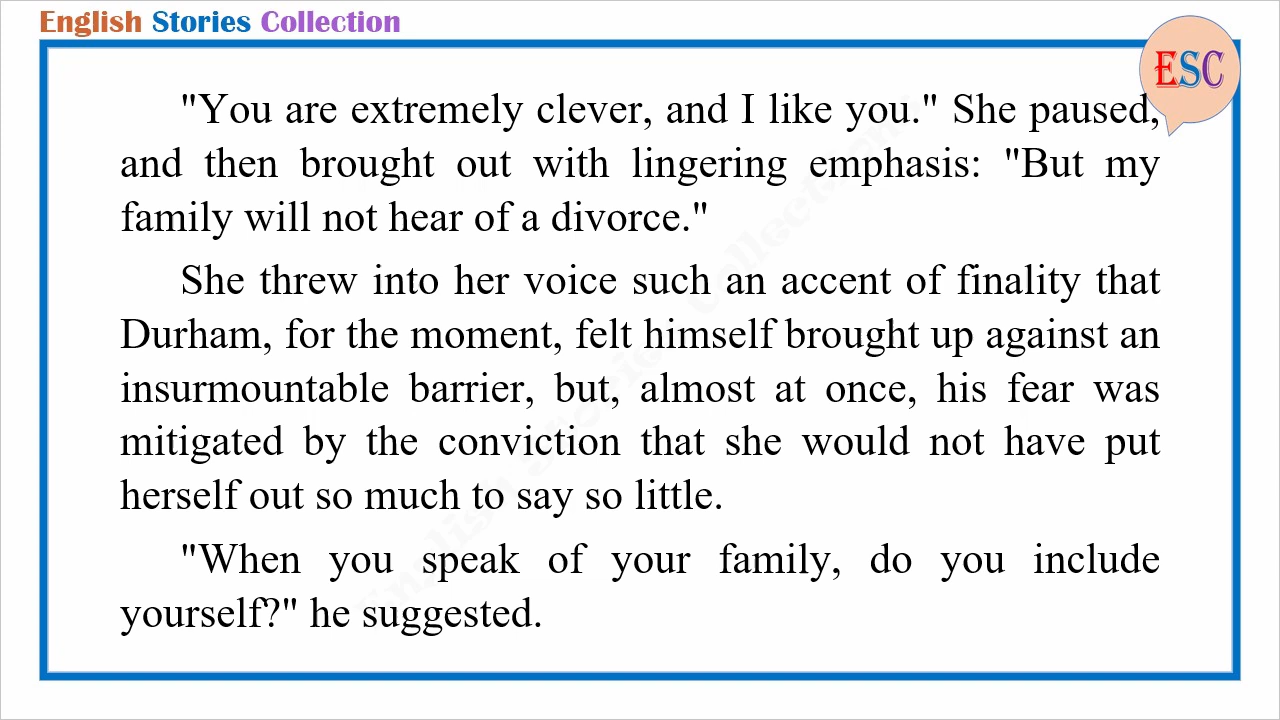 English Stories Collection
ESC
"You are extremely clever, and I like you." She paused,
and then brought out with lingering emphasis: "But my
family will not hear of a divorce."
She threw into her voice such an accent of finality that
Durham, for the moment, felt himself brought up against an
insurmountable barrier, but, almost at once, his fear was
mitigated by the conviction that she would not have put
herself out so much to say so little.
"When you speak of your family, do you include
yourself?" he suggested.
English Stories Collection